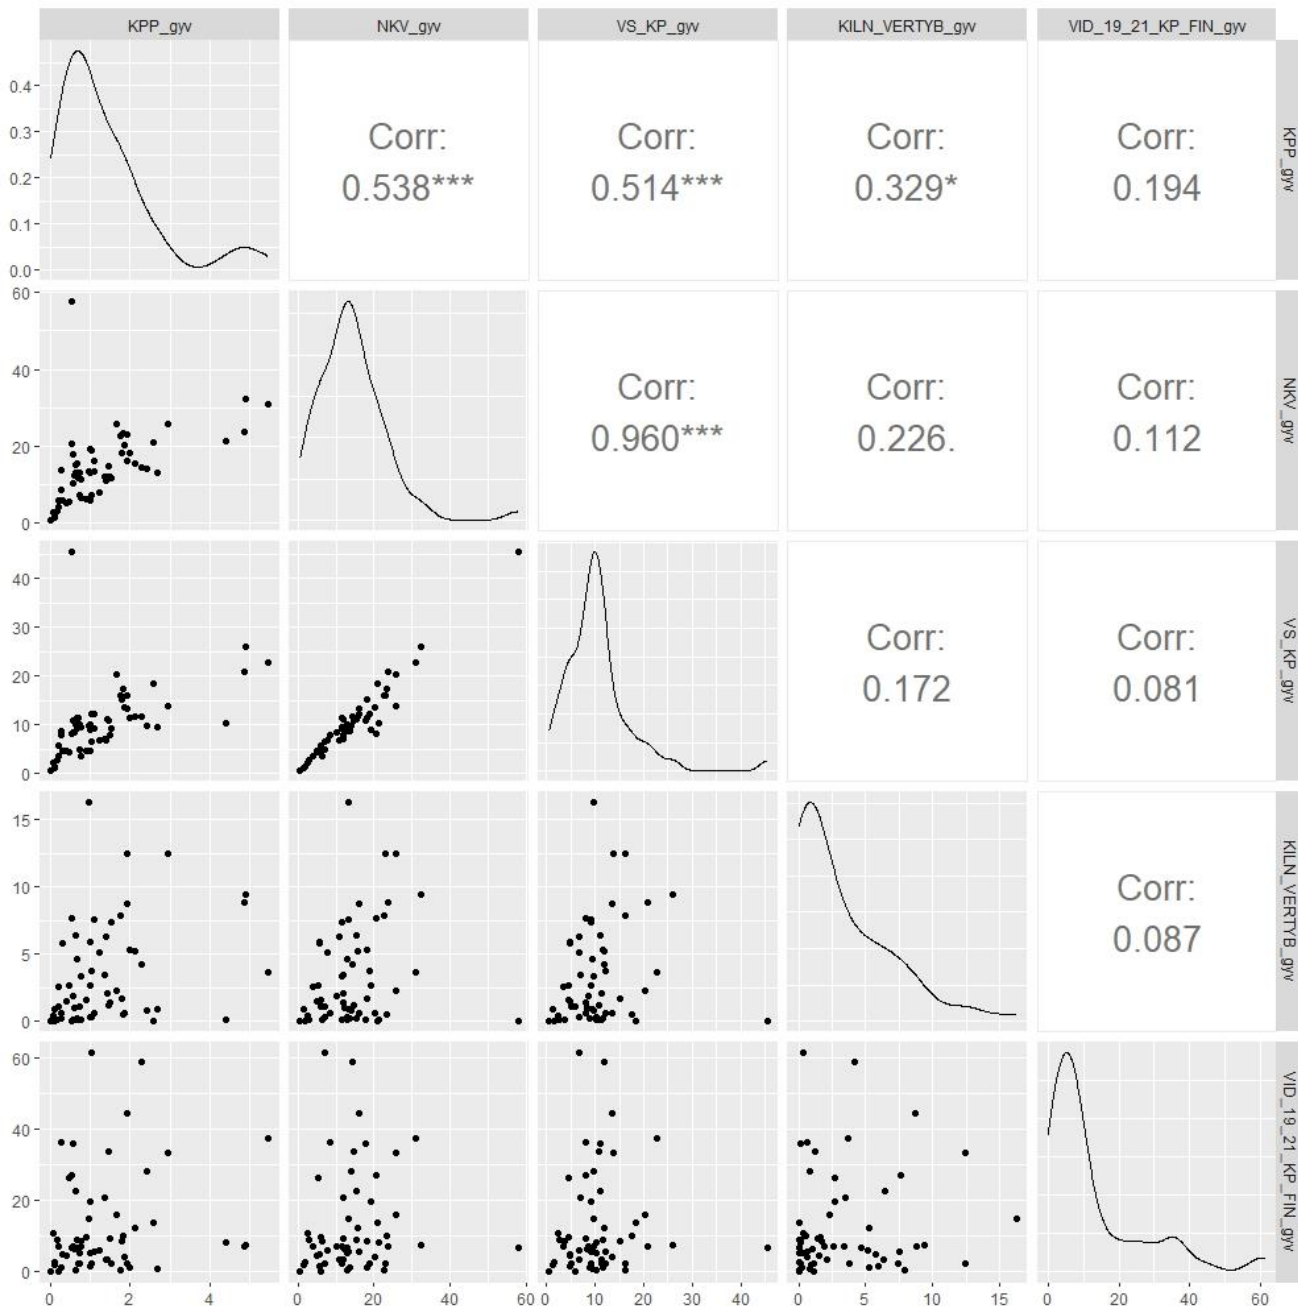 KPP_gyv NKV_gyv VS_KP_gyv KILN_VERTYB_gyv VID_19_21_KP_FIN_gyv
0.4
0.3
0.2
0.1
0.0
Corr:
0.538***
Corr:
0.514***
Corr:
0.329*
Corr:
0.194
KPP_gyv
60
40
20
0
Corr:
0.960***
Corr:
0.226.
Corr:
0.112
NKV_gyv
40
30
20
10
0
Corr:
0.172
Corr:
0.081
VS_KP_gyv
15
10
5
0
Corr:
0.087
KILN_VERTYB_gyv
60
40
20
0
VID_19_21_KP_FIN_gyv
0 2 4 0 20 40 60 0 10 20 30 40 0 5 10 15 0 20 40 60